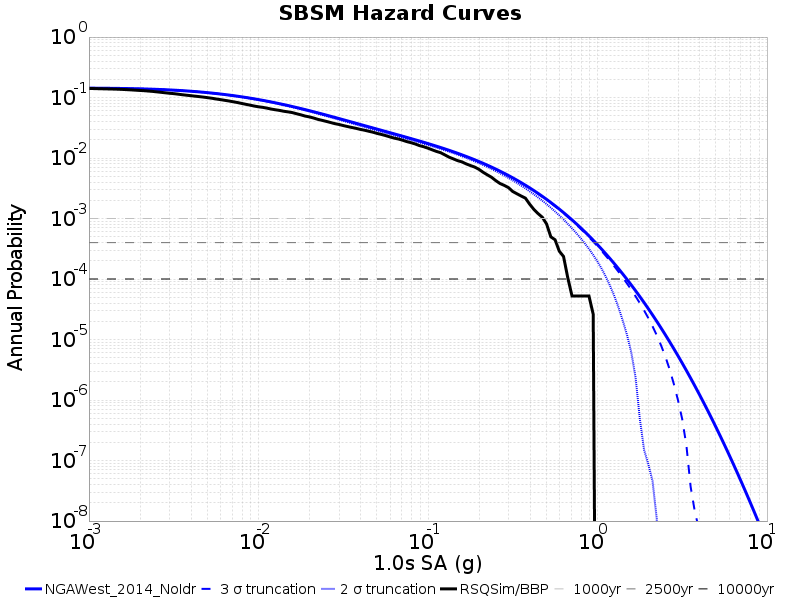 SBSM Hazard Curves
10^0
10^-1
10^-2
10^-3
10^-4
10^-5
10^-6
10^-7
10^-8
Annual Probability
10^-3 10^-2 10^-1 10^0 10^1
1.0s SA (g)
NGAWest_2014_NoIdr 3 σ truncation 2 σ truncation RSQSim/BBP 1000yr 2500yr 10000yr